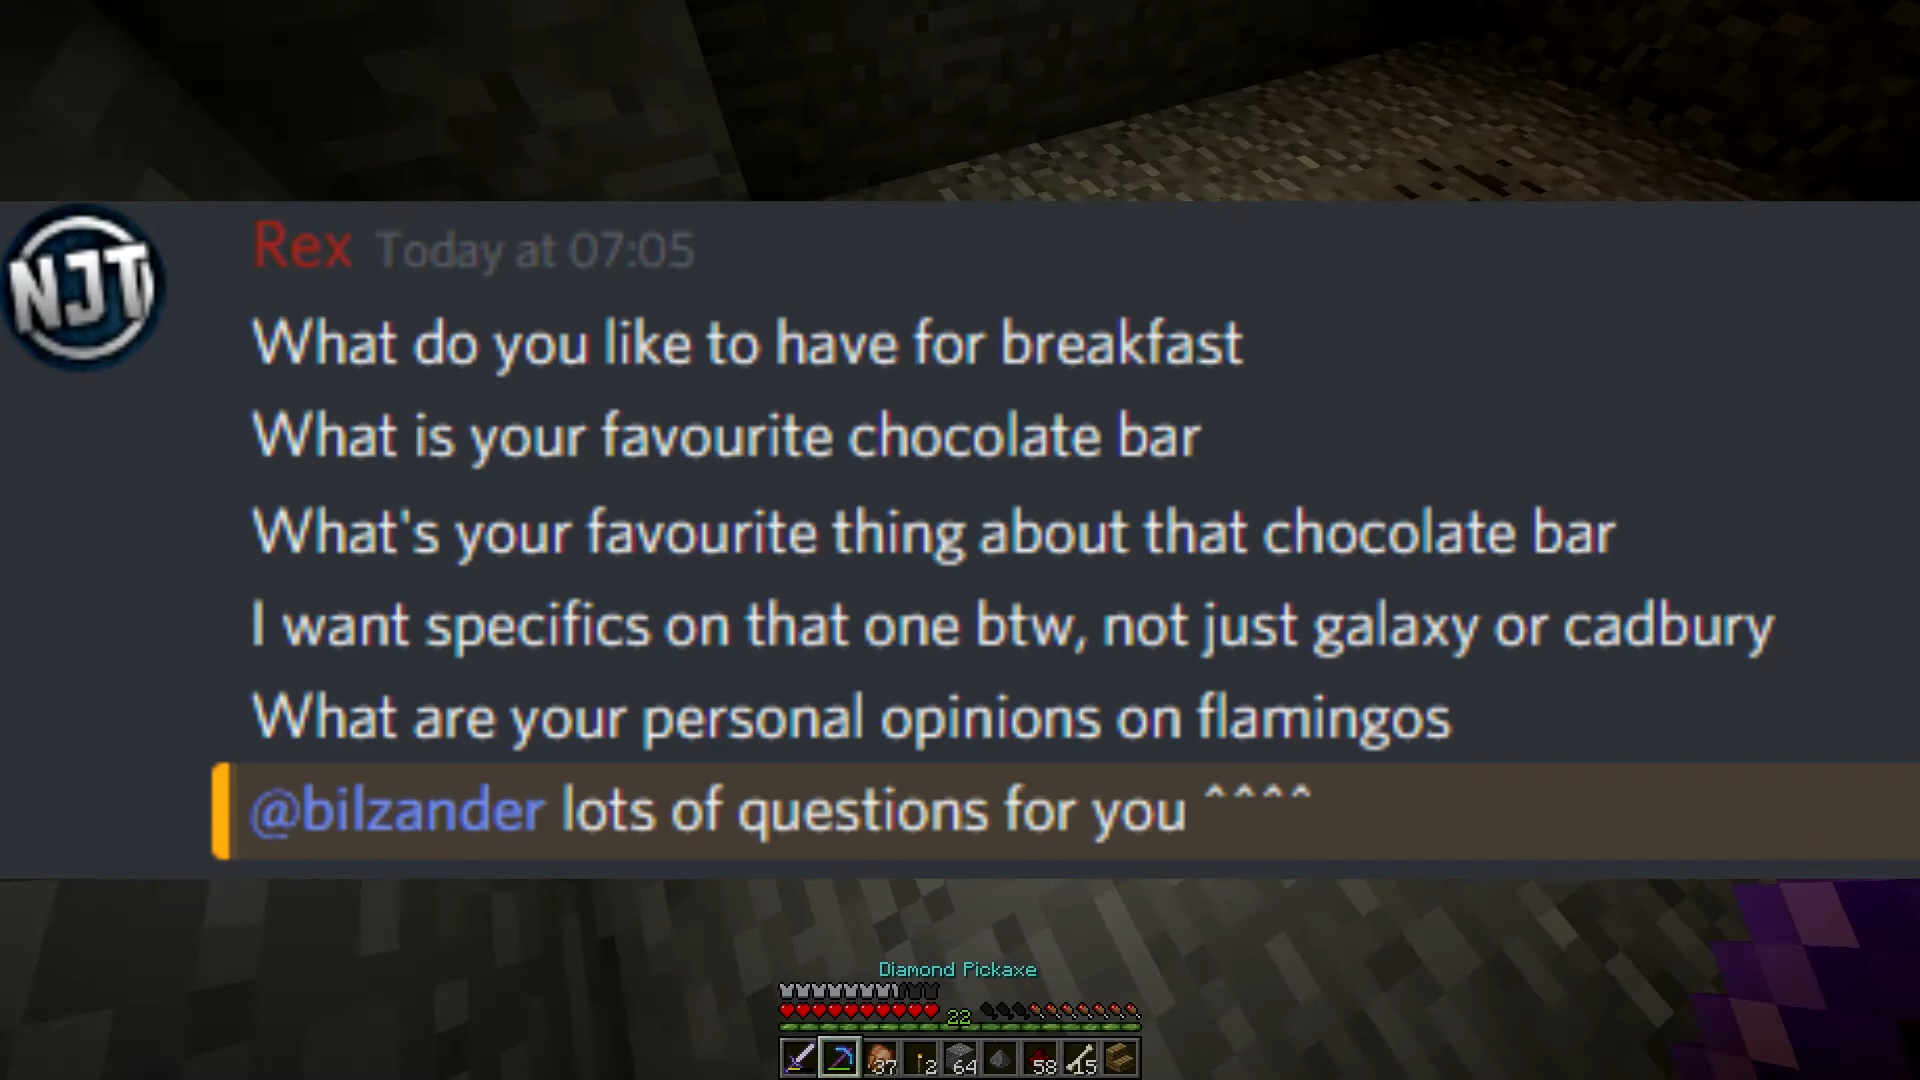 NJT
Rex Today at 07:05
What do you like to have for breakfast
What is your favourite chocolate bar
What's your favourite thing about that chocolate bar
I want specifics on that one btw, not just galaxy or cadbury
What are your personal opinions on flamingos
@bilzander lots of questions for you ^^^^
Diamond Pickaxe
22
37 2 64 58 15